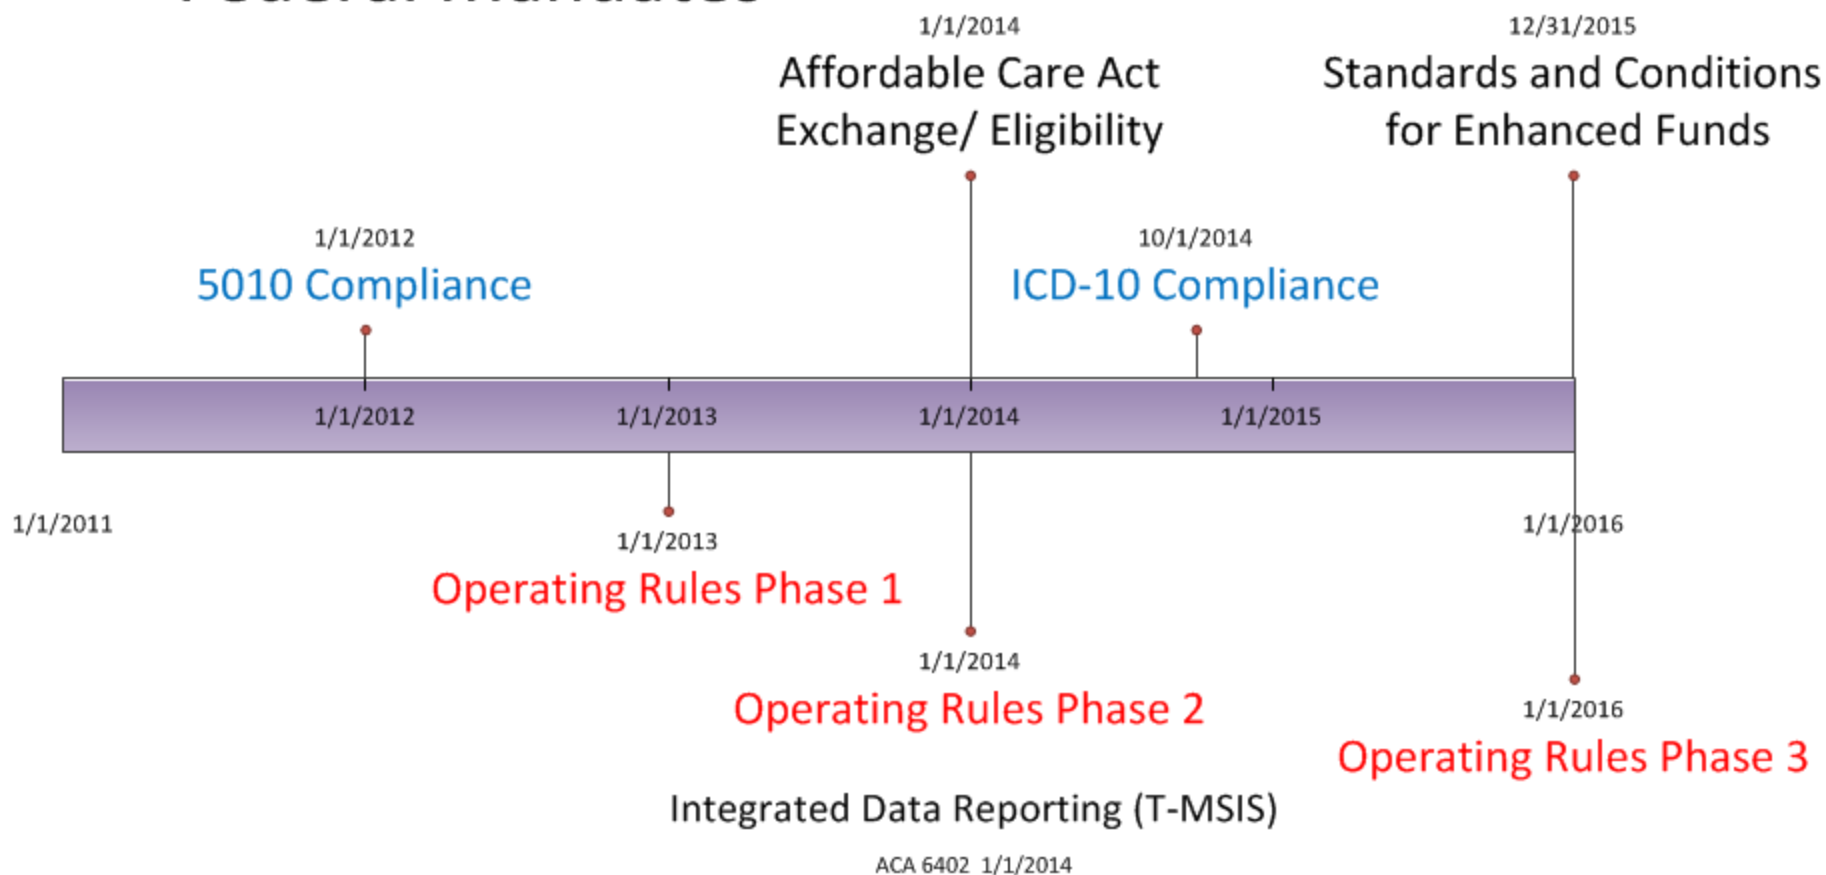 Federal Mandates
1/1/2014
Affordable Care Act
Exchange/ Eligibility
12/31/2015
Standards and Conditions
for Enhanced Funds
1/1/2012
5010 Compliance
10/1/2014
ICD-10 Compliance
1/1/2012
1/1/2013
1/1/2014
1/1/2015
1/1/2011
1/1/2016
1/1/2013
Operating Rules Phase 1
1/1/2014
Operating Rules Phase 2
1/1/2016
Operating Rules Phase 3
Integrated Data Reporting (T-MSIS)
ACA 6402 1/1/2014